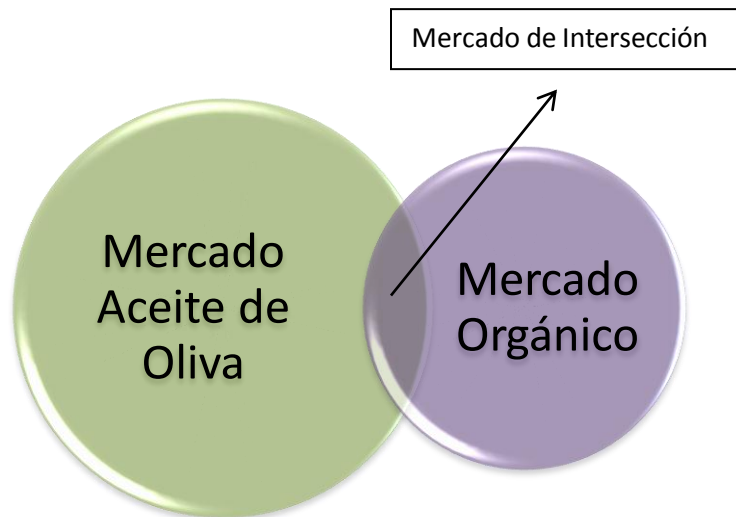 Mercado de Intersección
Mercado
Aceite de
Oliva
Mercado
Orgánico